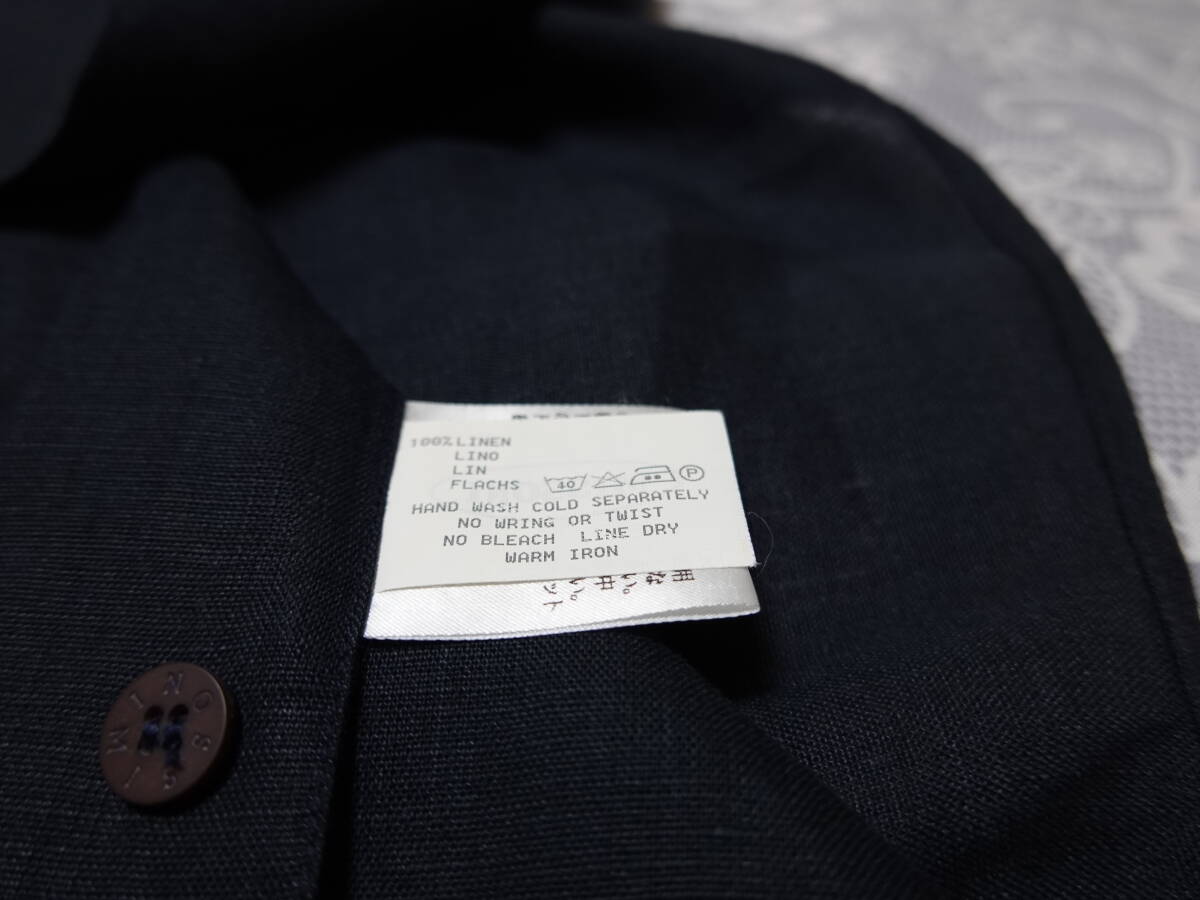 100% LINEN
LINO
LIN
FLACHS 40 P
HAND WASH COLD SEPARATELY
NO WRING OR TWIST
NO BLEACH LINE DRY
WARM IRON
MISSONI